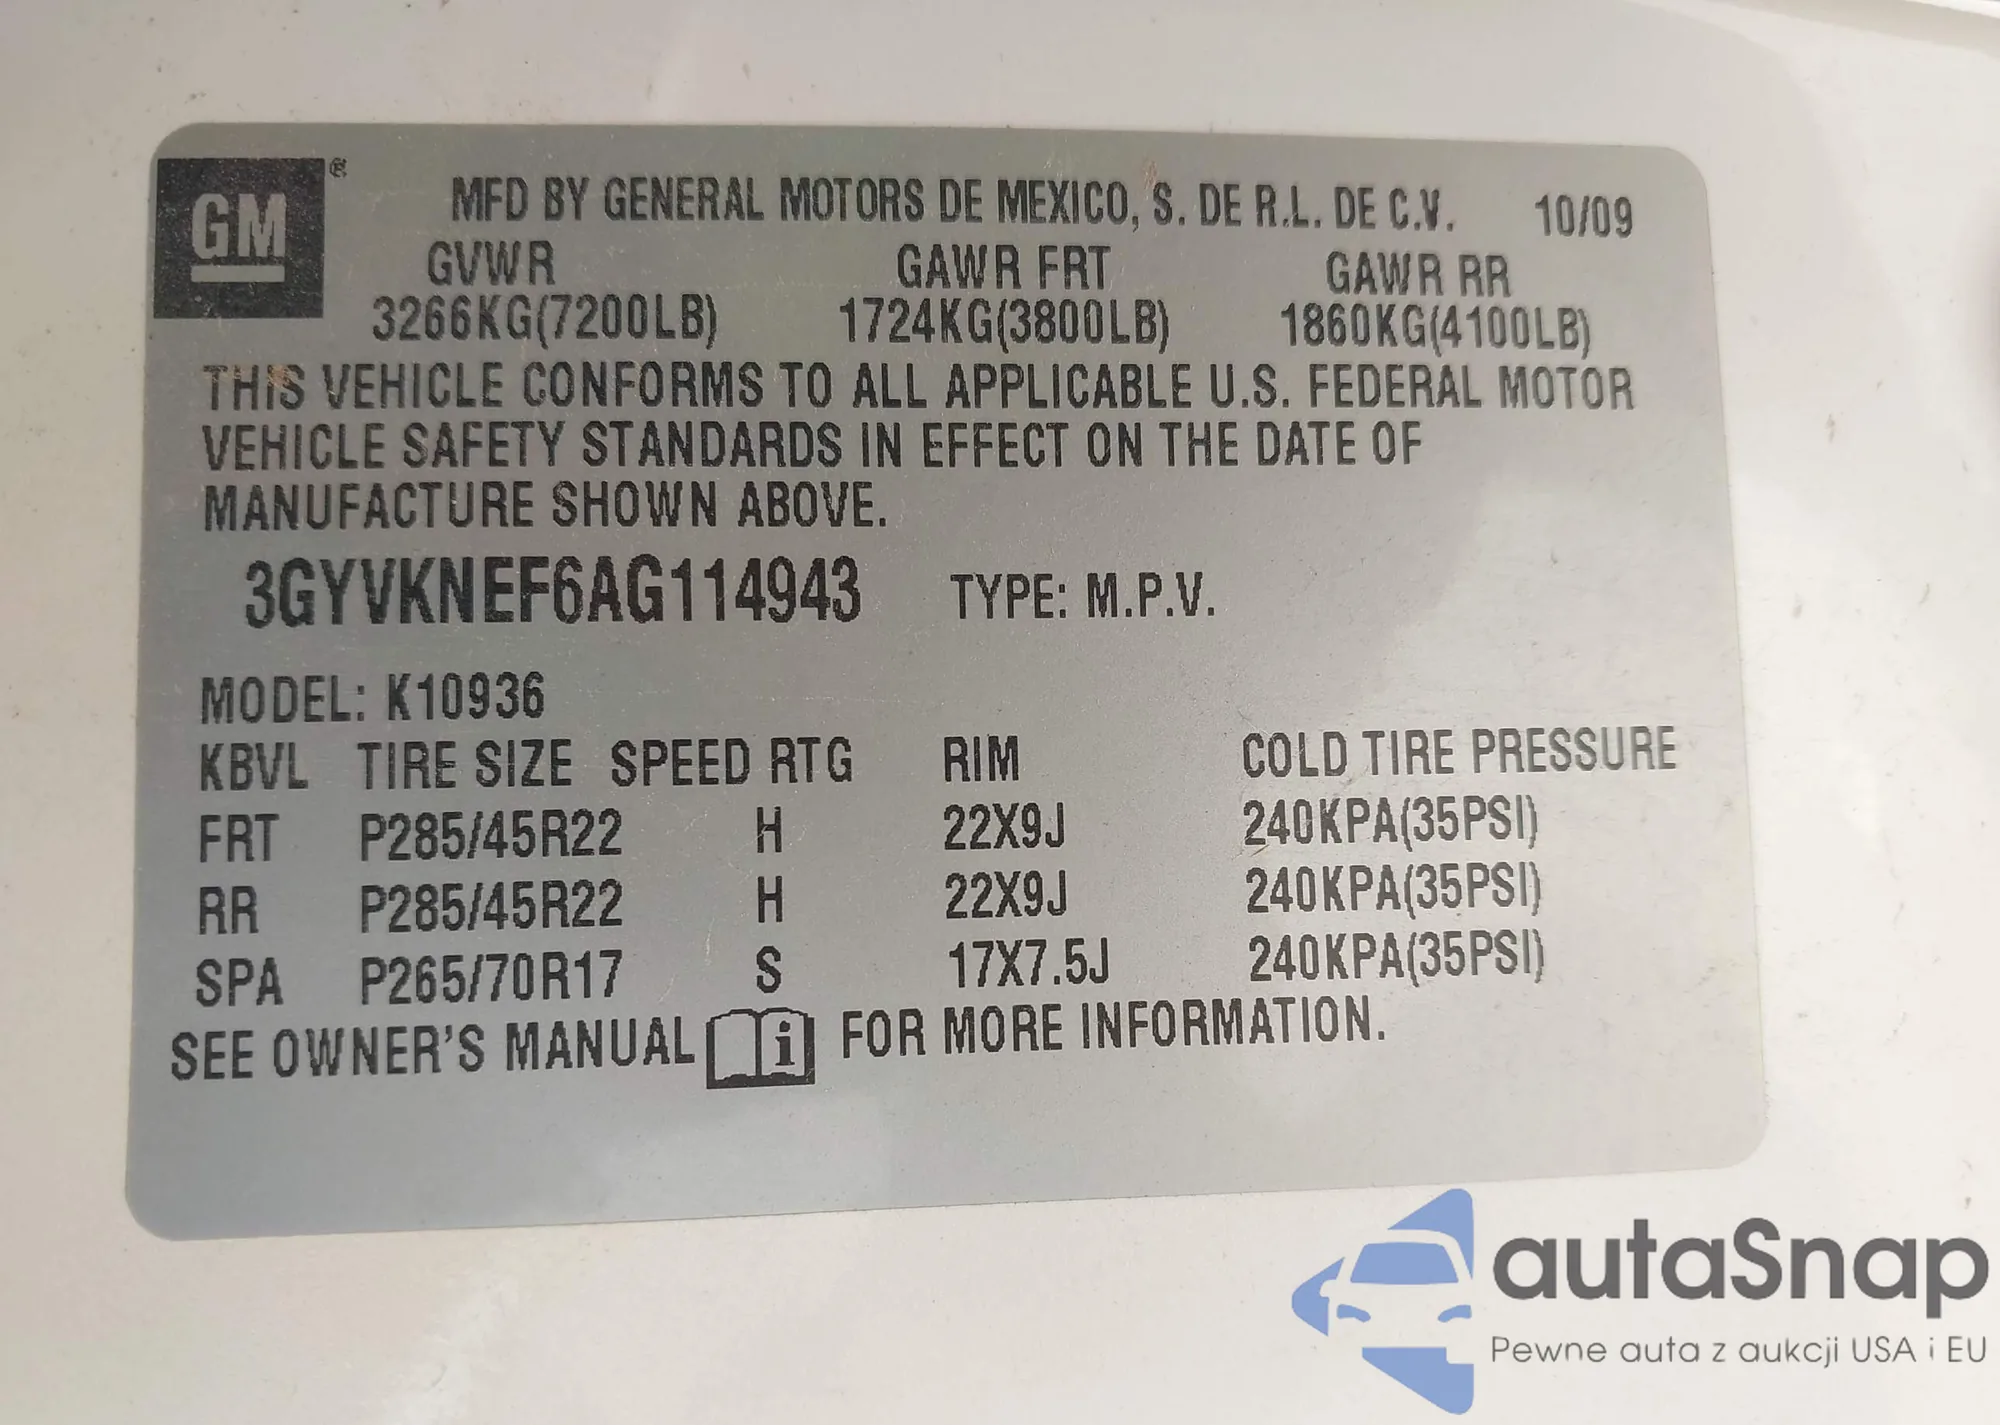 GM ®
MFD BY GENERAL MOTORS DE MEXICO, S. DE R.L. DE C.V. 10/09
GVWR GAWR FRT GAWR RR
3266KG(7200LB) 1724KG(3800LB) 1860KG(4100LB)
THIS VEHICLE CONFORMS TO ALL APPLICABLE U.S. FEDERAL MOTOR
VEHICLE SAFETY STANDARDS IN EFFECT ON THE DATE OF
MANUFACTURE SHOWN ABOVE.
3GYVKNEF6AG114943 TYPE: M.P.V.
MODEL: K10936
KBVL TIRE SIZE SPEED RTG RIM COLD TIRE PRESSURE
FRT P285/45R22 H 22X9J 240KPA(35PSI)
RR P285/45R22 H 22X9J 240KPA(35PSI)
SPA P265/70R17 S 17X7.5J 240KPA(35PSI)
SEE OWNER'S MANUAL i FOR MORE INFORMATION.
autaSnap
Pewne auta z aukcji USA i EU